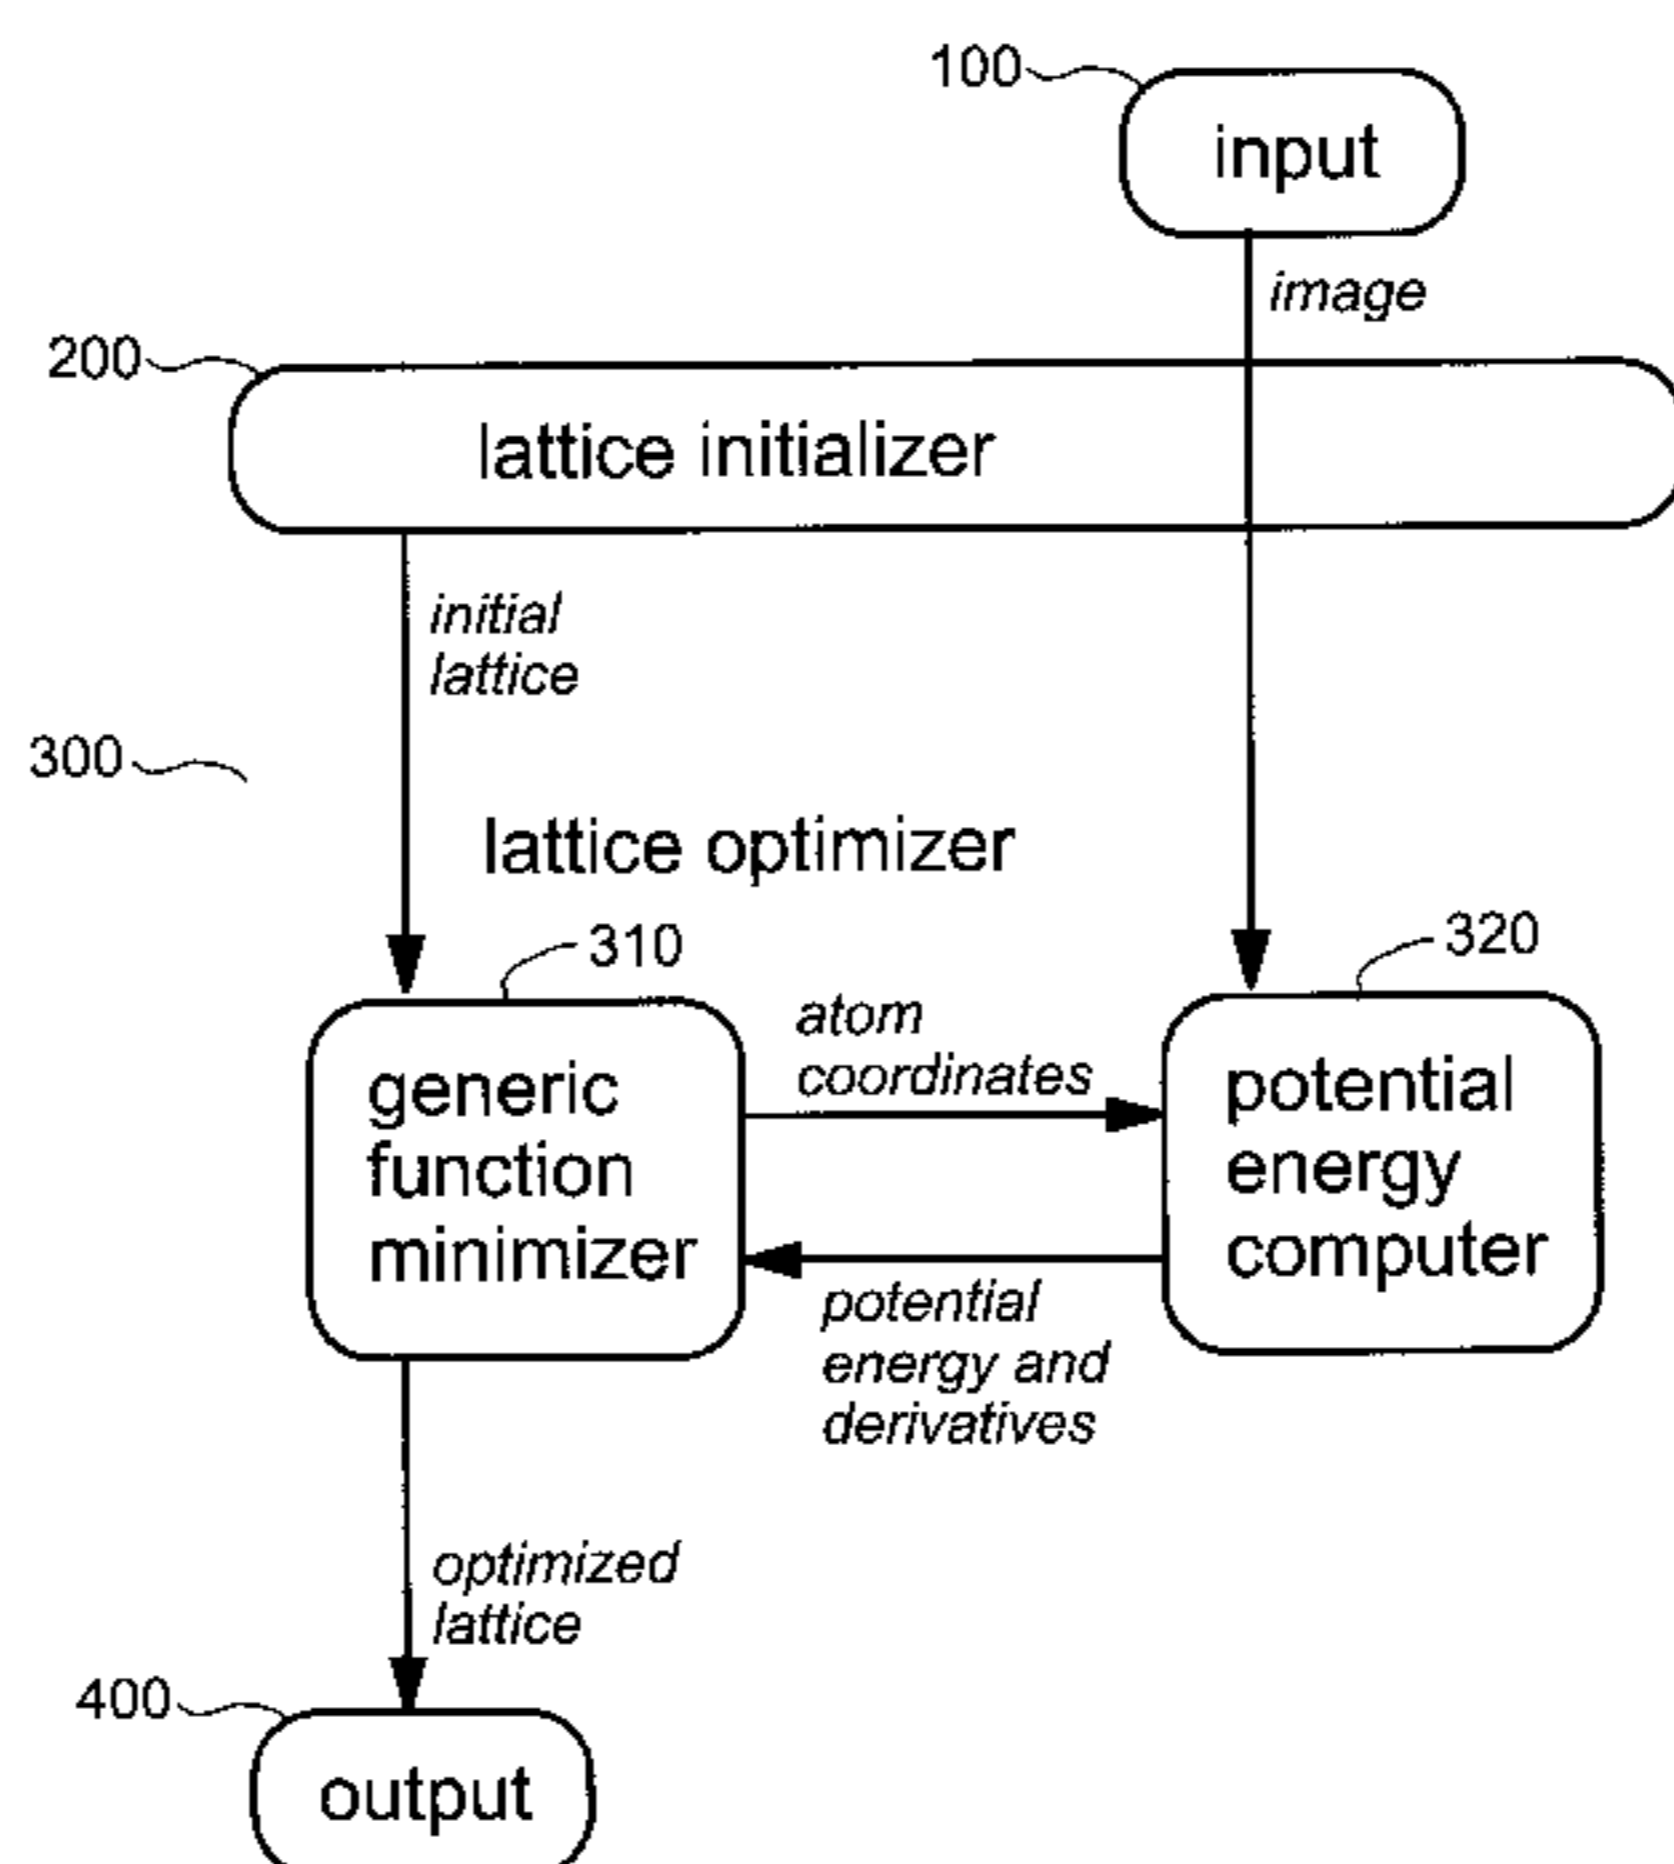 100
input
image
200
lattice initializer
initial
lattice
300
lattice optimizer
310
320
generic
function
minimizer
atom
coordinates
potential
energy
computer
potential
energy and
derivatives
optimized
lattice
400
output